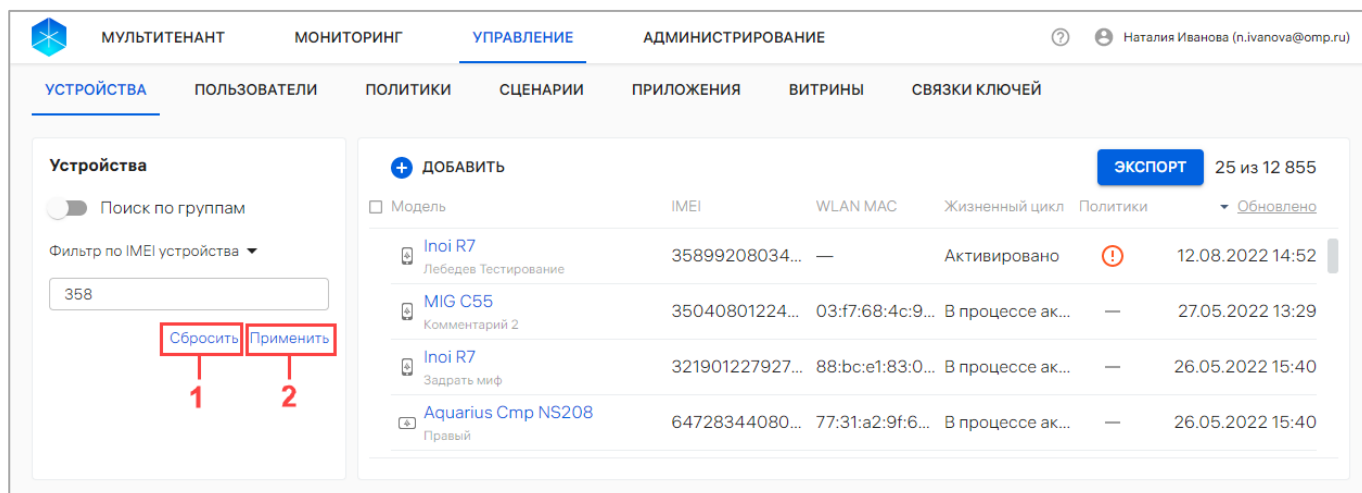 МУЛЬТИТЕНАНТ МОНИТОРИНГ УПРАВЛЕНИЕ АДМИНИСТРИРОВАНИЕ ? Наталия Иванова (n.ivanova@omp.ru)
УСТРОЙСТВА ПОЛЬЗОВАТЕЛИ ПОЛИТИКИ СЦЕНАРИИ ПРИЛОЖЕНИЯ ВИТРИНЫ СВЯЗКИ КЛЮЧЕЙ
Устройства
Поиск по группам
Фильтр по IMEI устройства
358
Сбросить Применить
1 2
ДОБАВИТЬ ЭКСПОРТ 25 из 12 855
Модель IMEI WLAN MAC Жизненный цикл Политики Обновлено
Inoi R7 35899208034... — Активировано ! 12.08.2022 14:52
Лебедев Тестирование
MIG C55 35040801224... 03:f7:68:4c:9... В процессе ак... — 27.05.2022 13:29
Комментарий 2
Inoi R7 321901227927... 88:bc:e1:83:0... В процессе ак... — 26.05.2022 15:40
Задрать миф
Aquarius Cmp NS208 64728344080... 77:31:a2:9f:6... В процессе ак... — 26.05.2022 15:40
Правый